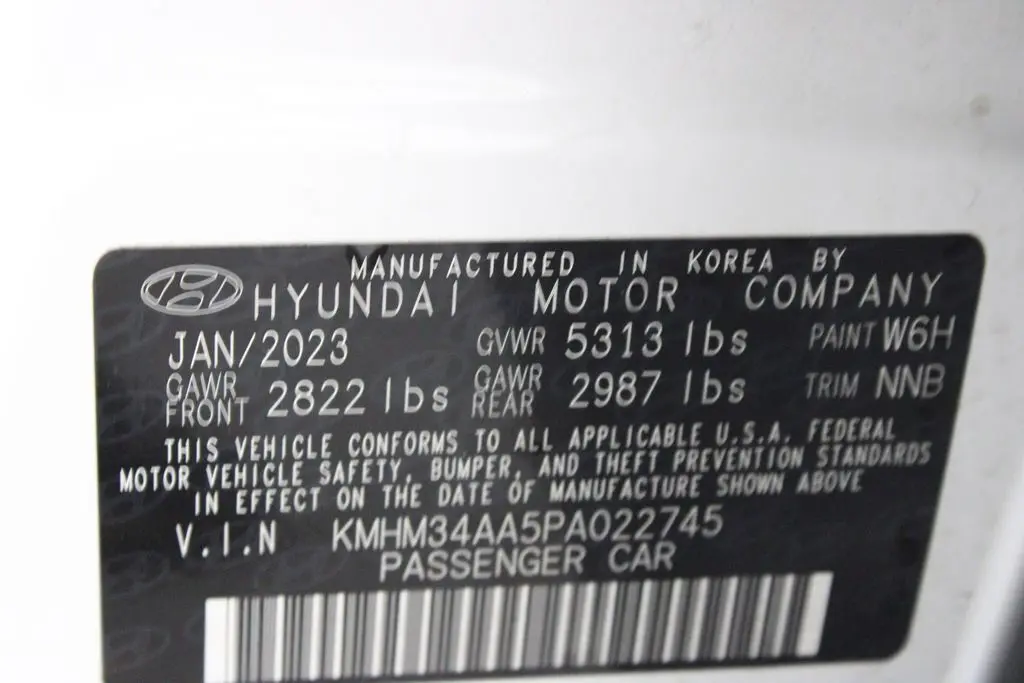 MANUFACTURED IN KOREA BY
HYUNDAI MOTOR COMPANY
JAN/2023 GVWR 5313 lbs PAINT W6H
GAWR FRONT 2822 lbs GAWR REAR 2987 lbs TRIM NNB
THIS VEHICLE CONFORMS TO ALL APPLICABLE U.S.A. FEDERAL
MOTOR VEHICLE SAFETY, BUMPER, AND THEFT PREVENTION STANDARDS
IN EFFECT ON THE DATE OF MANUFACTURE SHOWN ABOVE
V.I.N KMHM34AA5PA022745
PASSENGER CAR